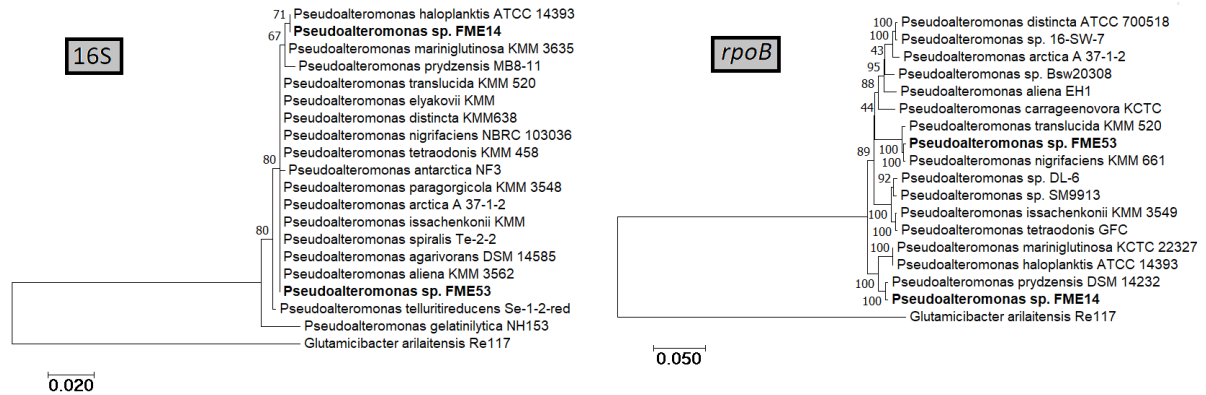 16S
71
Pseudoalteromonas haloplanktis ATCC 14393
Pseudoalteromonas sp. FME14
67
Pseudoalteromonas mariniglutinosa KMM 3635
Pseudoalteromonas prydzensis MB8-11
Pseudoalteromonas translucida KMM 520
Pseudoalteromonas elyakovii KMM
Pseudoalteromonas distincta KMM638
Pseudoalteromonas nigrifaciens NBRC 103036
Pseudoalteromonas tetraodonis KMM 458
80
Pseudoalteromonas antarctica NF3
Pseudoalteromonas paragorgicola KMM 3548
Pseudoalteromonas arctica A 37-1-2
Pseudoalteromonas issachenkonii KMM
80
Pseudoalteromonas spiralis Te-2-2
Pseudoalteromonas agarivorans DSM 14585
Pseudoalteromonas aliena KMM 3562
Pseudoalteromonas sp. FME53
Pseudoalteromonas telluritireducens Se-1-2-red
Pseudoalteromonas gelatinilytica NH153
Glutamicibacter arilaitensis Re117
0.020
rpoB
100
Pseudoalteromonas distincta ATCC 700518
100
Pseudoalteromonas sp. 16-SW-7
43
Pseudoalteromonas arctica A 37-1-2
95
Pseudoalteromonas sp. Bsw20308
88
Pseudoalteromonas aliena EH1
44
Pseudoalteromonas carrageenovora KCTC
Pseudoalteromonas translucida KMM 520
89
100
Pseudoalteromonas sp. FME53
100
Pseudoalteromonas nigrifaciens KMM 661
92
Pseudoalteromonas sp. DL-6
Pseudoalteromonas sp. SM9913
100
Pseudoalteromonas issachenkonii KMM 3549
100
Pseudoalteromonas tetraodonis GFC
100
Pseudoalteromonas mariniglutinosa KCTC 22327
Pseudoalteromonas haloplanktis ATCC 14393
100
Pseudoalteromonas prydzensis DSM 14232
100
Pseudoalteromonas sp. FME14
Glutamicibacter arilaitensis Re117
0.050